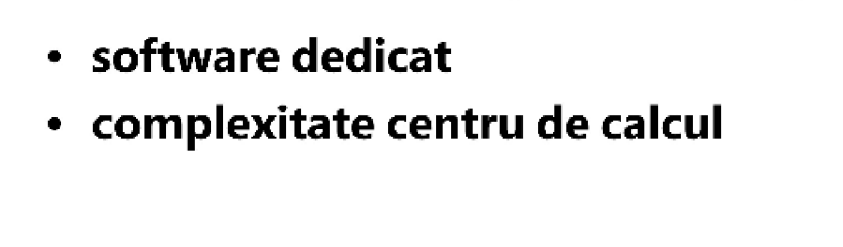 • software dedicat
• complexitate centru de calcul